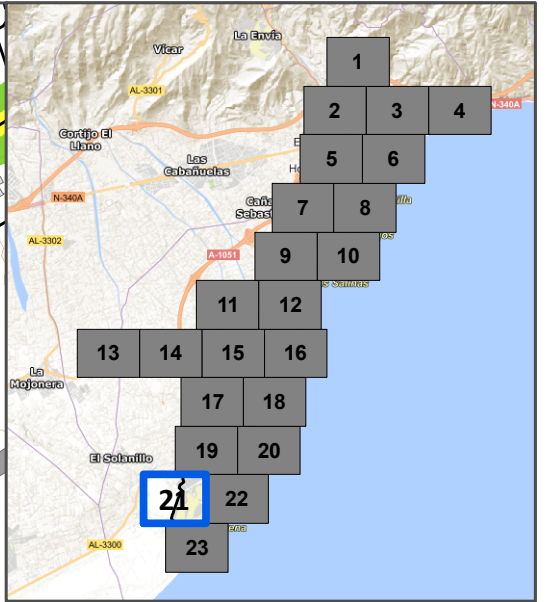 La Envía
Vícar
1
AL-3301
2 3 4
N-340A
Cortijo El
Llano
Las
Cabañuelas
5 6
N-340A
7 8
AL-3302
A-1051
9 10
s Salinas
11 12
13 14 15 16
La
Mojonera
17 18
El Solanillo
19 20
21 22
AL-3300
23